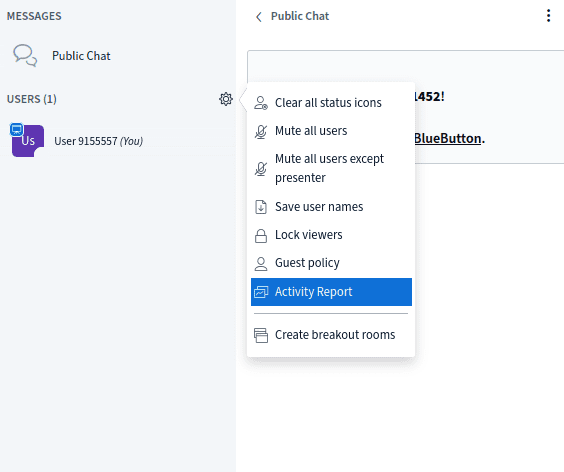 MESSAGES
Public Chat
USERS (1)
Us
User 9155557 (You)
Public Chat
1452!
BlueButton.
Clear all status icons
Mute all users
Mute all users except
presenter
Save user names
Lock viewers
Guest policy
Activity Report
Create breakout rooms